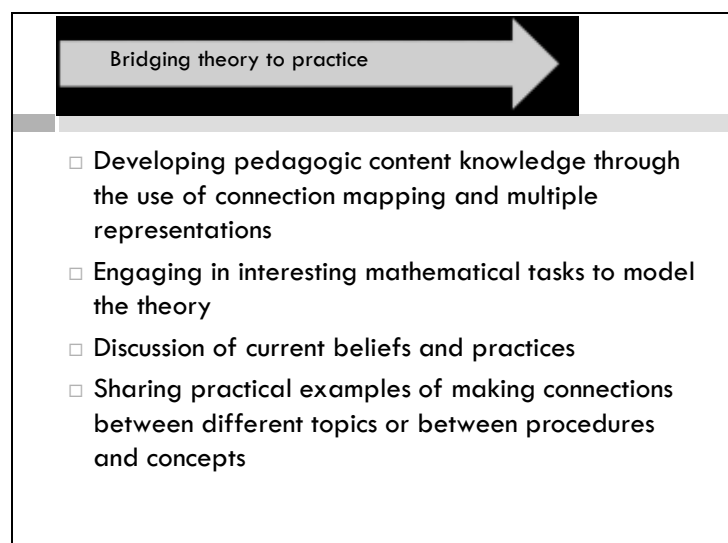 Bridging theory to practice
Developing pedagogic content knowledge through
the use of connection mapping and multiple
representations
Engaging in interesting mathematical tasks to model
the theory
Discussion of current beliefs and practices
Sharing practical examples of making connections
between different topics or between procedures
and concepts